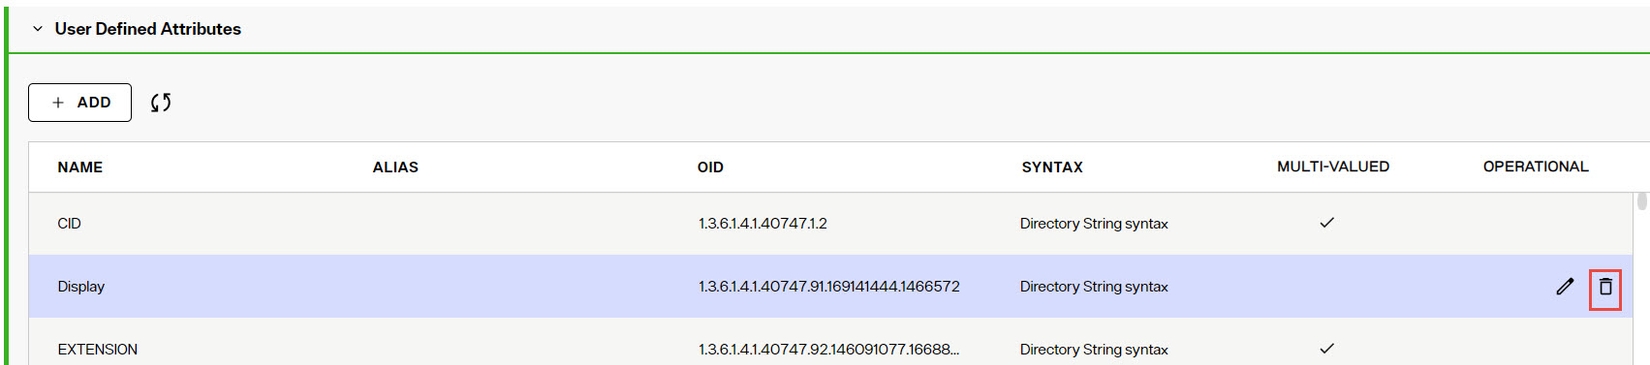 User Defined Attributes
+ ADD
NAME ALIAS OID SYNTAX MULTI-VALUED OPERATIONAL
CID 1.3.6.1.4.1.40747.1.2 Directory String syntax
Display 1.3.6.1.4.1.40747.91.169141444.1466572 Directory String syntax
EXTENSION 1.3.6.1.4.1.40747.92.146091077.16688... Directory String syntax